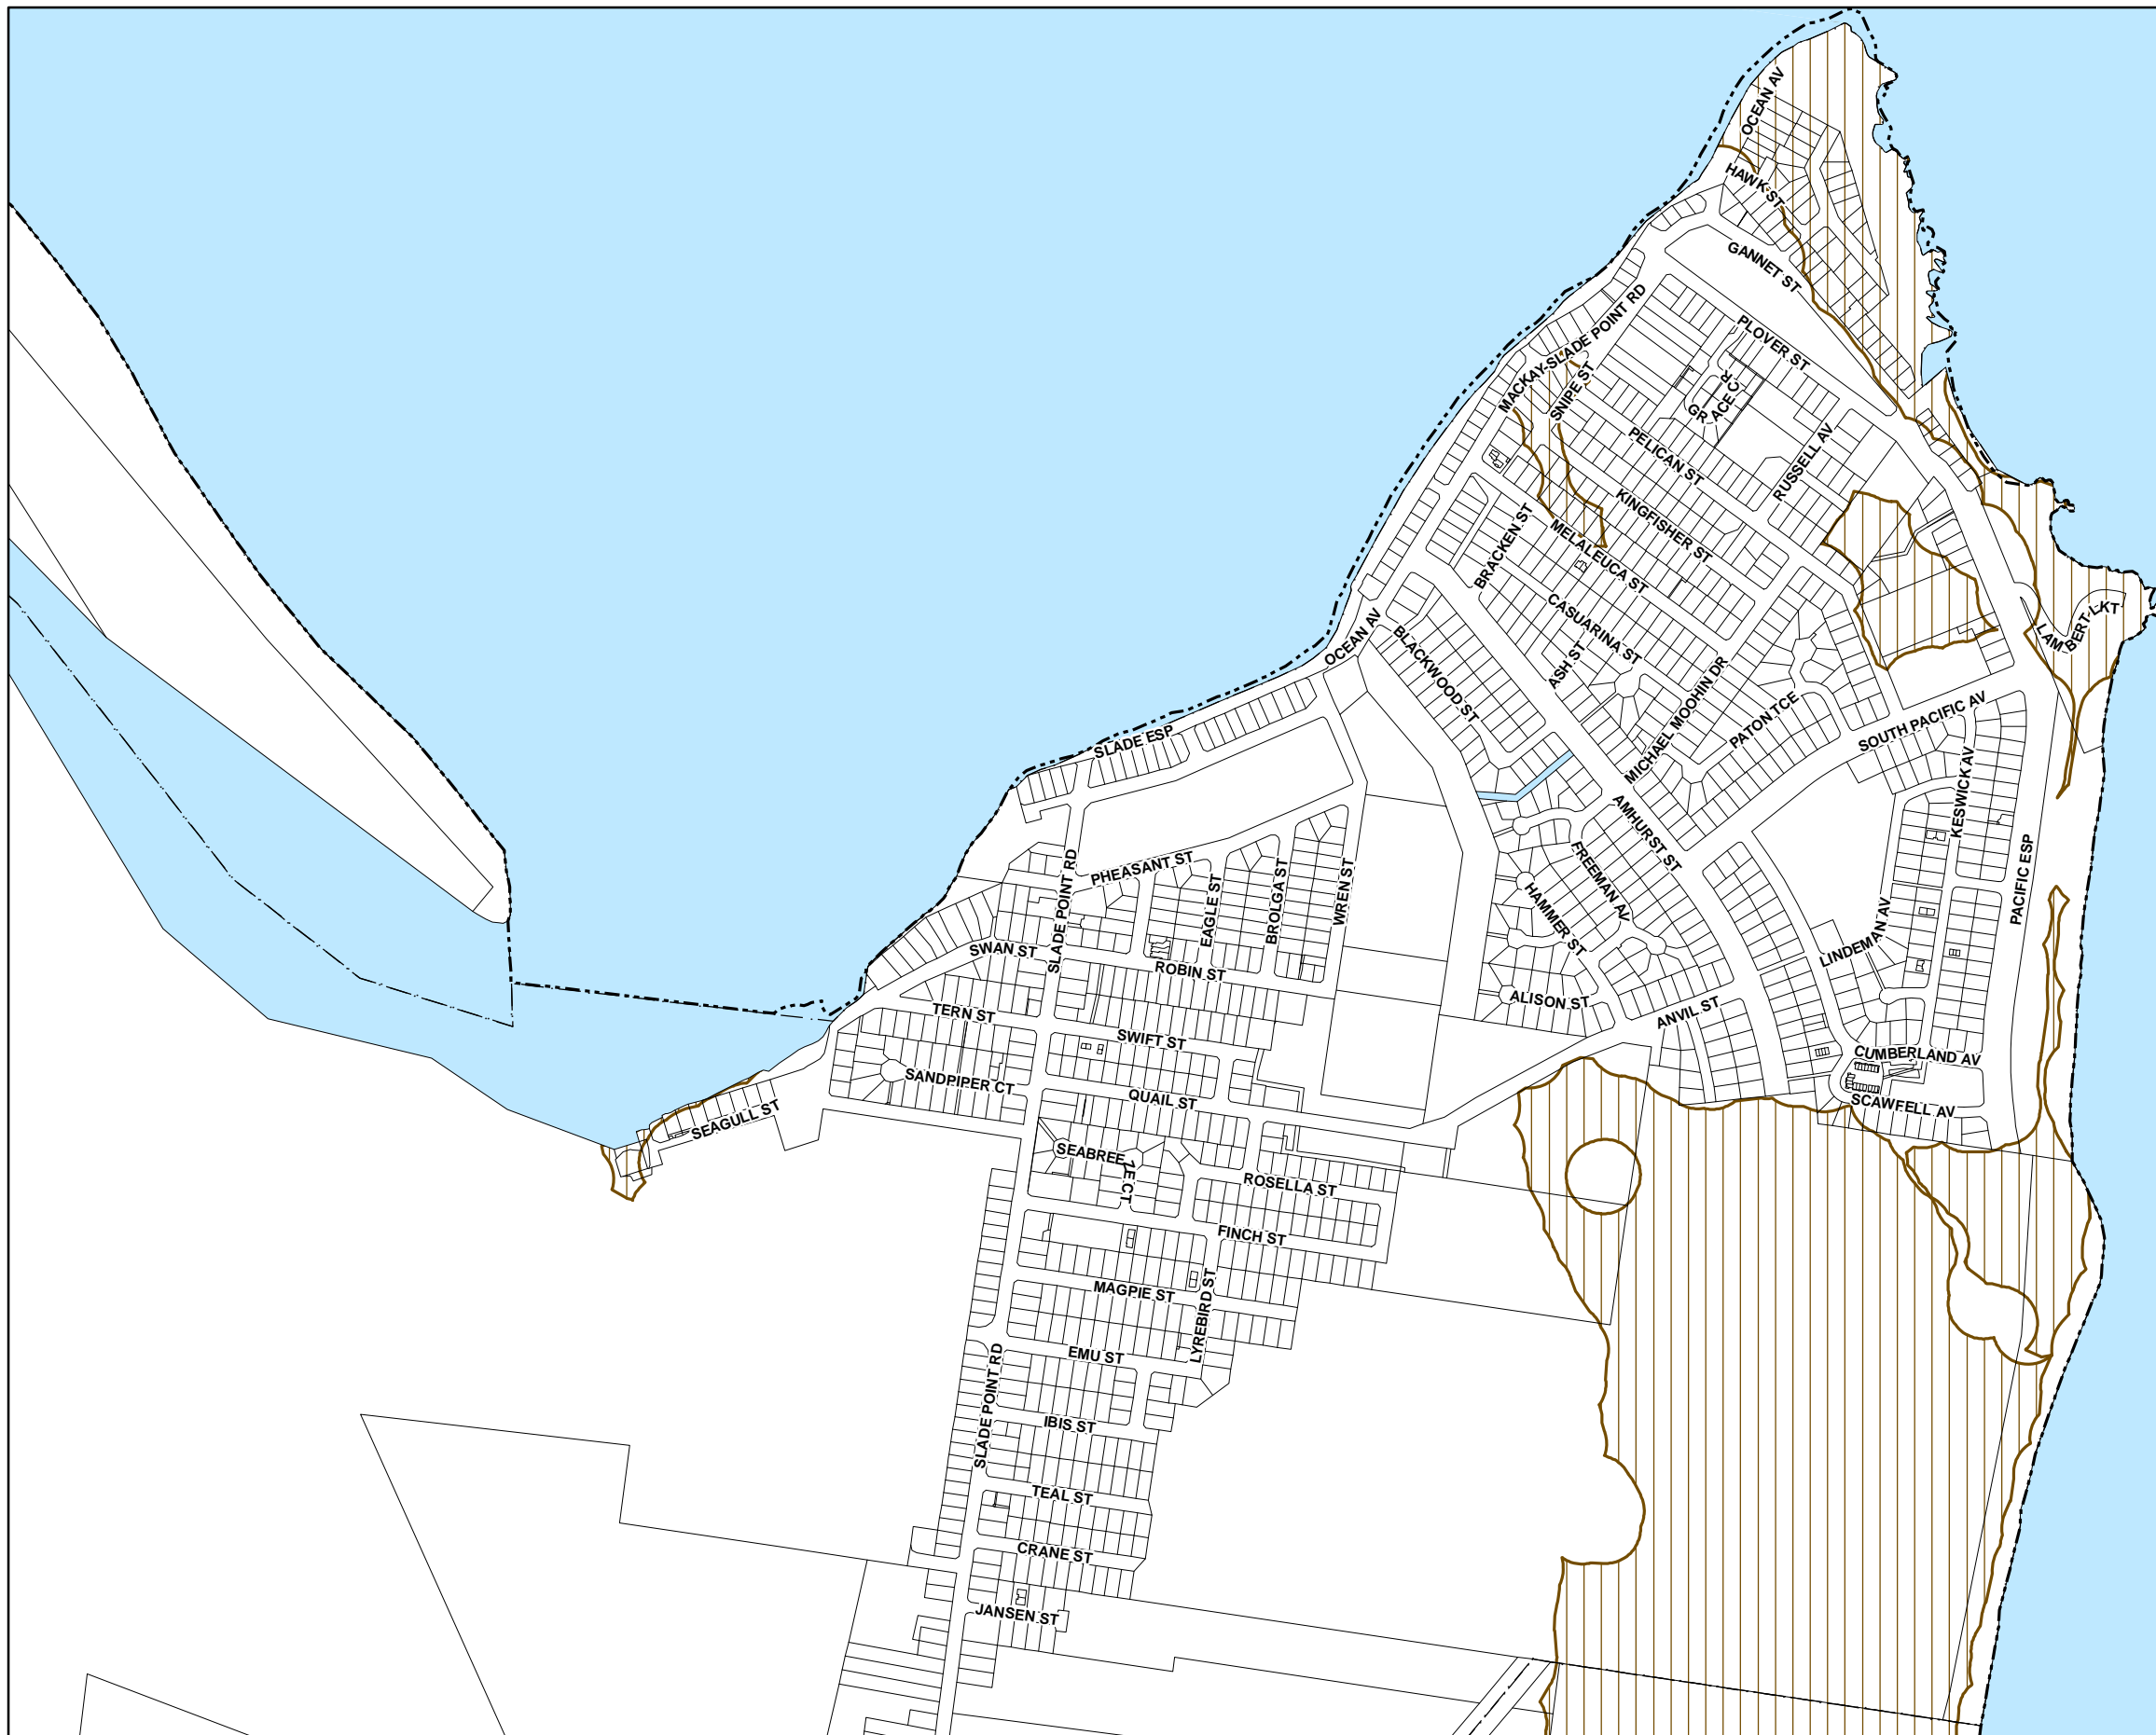 OCEAN AV
HAWK ST
GANNET ST
MACKAY-SLADE POINT RD
PLOVER ST
SNIPE ST
GRACE CR
PELICAN ST
RUSSELL AV
KINGFISHER ST
BRACKEN ST
MELALEUCA ST
CASUARINA ST
LAMBERT LKT
OCEAN AV
BLACKWOOD ST
ASH ST
MICHAEL MOOHIN DR
PATON TCE
SOUTH PACIFIC AV
SLADE ESP
KESWICK AV
AMHURST ST
PACIFIC ESP
PHEASANT ST
FREEMAN AV
SLADE POINT RD
EAGLE ST
BROLGA ST
WREN ST
HAMMER ST
LINDEMAN AV
SWAN ST
ROBIN ST
ALISON ST
ANVIL ST
TERN ST
SWIFT ST
CUMBERLAND AV
SANDPIPER CT
QUAIL ST
SCAWFELL AV
SEAGULL ST
SEABREEZE CT
ROSELLA ST
FINCH ST
MAGPIE ST
LYREBIRD ST
EMU ST
SLADE POINT RD
IBIS ST
TEAL ST
CRANE ST
JANSEN ST